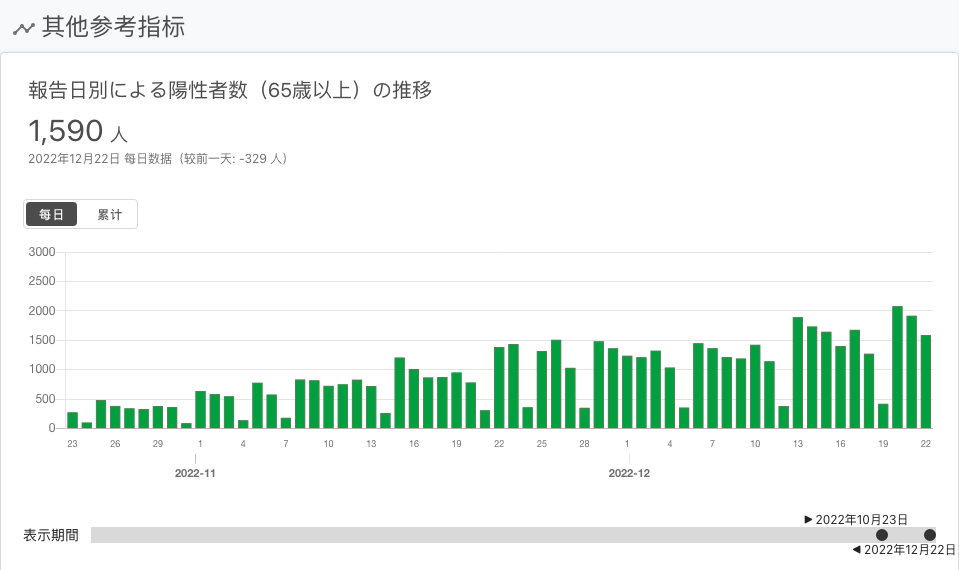 其他参考指标
報告日別による陽性者数（65歳以上）の推移
1,590 人
2022年12月22日 每日数据（较前一天: -329 人）
每日 累计
3000
2500
2000
1500
1000
500
0
23 26 29 1 4 7 10 13 16 19 22 25 28 1 4 7 10 13 16 19 22
2022-11 2022-12
2022年10月23日
表示期間
2022年12月22日